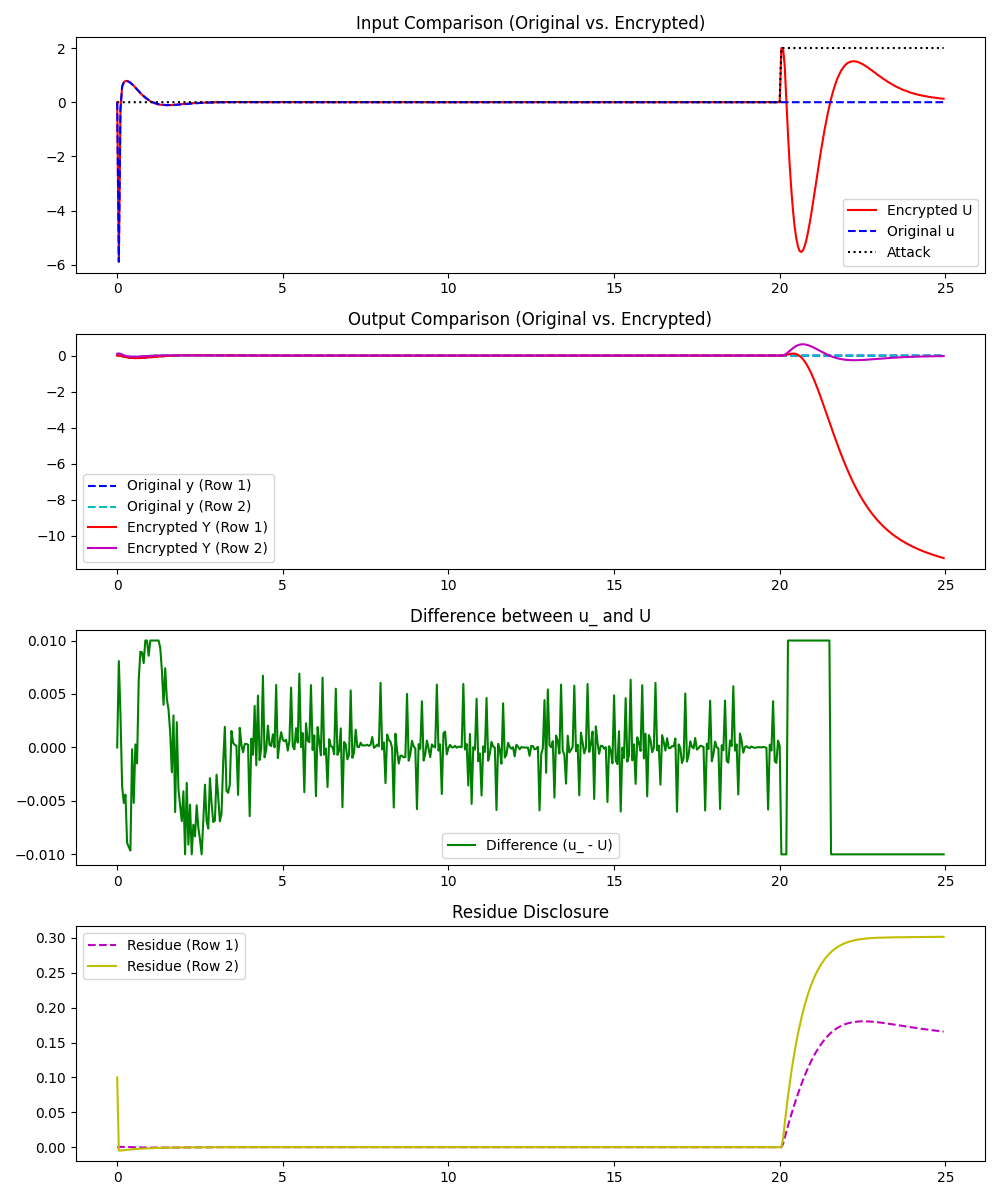 Input Comparison (Original vs. Encrypted)
2
0
−2
−4
−6
Encrypted U
Original u
Attack
0 5 10 15 20 25
Output Comparison (Original vs. Encrypted)
0
−2
−4
−6
−8
−10
Original y (Row 1)
Original y (Row 2)
Encrypted Y (Row 1)
Encrypted Y (Row 2)
0 5 10 15 20 25
Difference between u_ and U
0.010
0.005
0.000
−0.005
−0.010
Difference (u_ - U)
0 5 10 15 20 25
Residue Disclosure
0.30
0.25
0.20
0.15
0.10
0.05
0.00
Residue (Row 1)
Residue (Row 2)
0 5 10 15 20 25